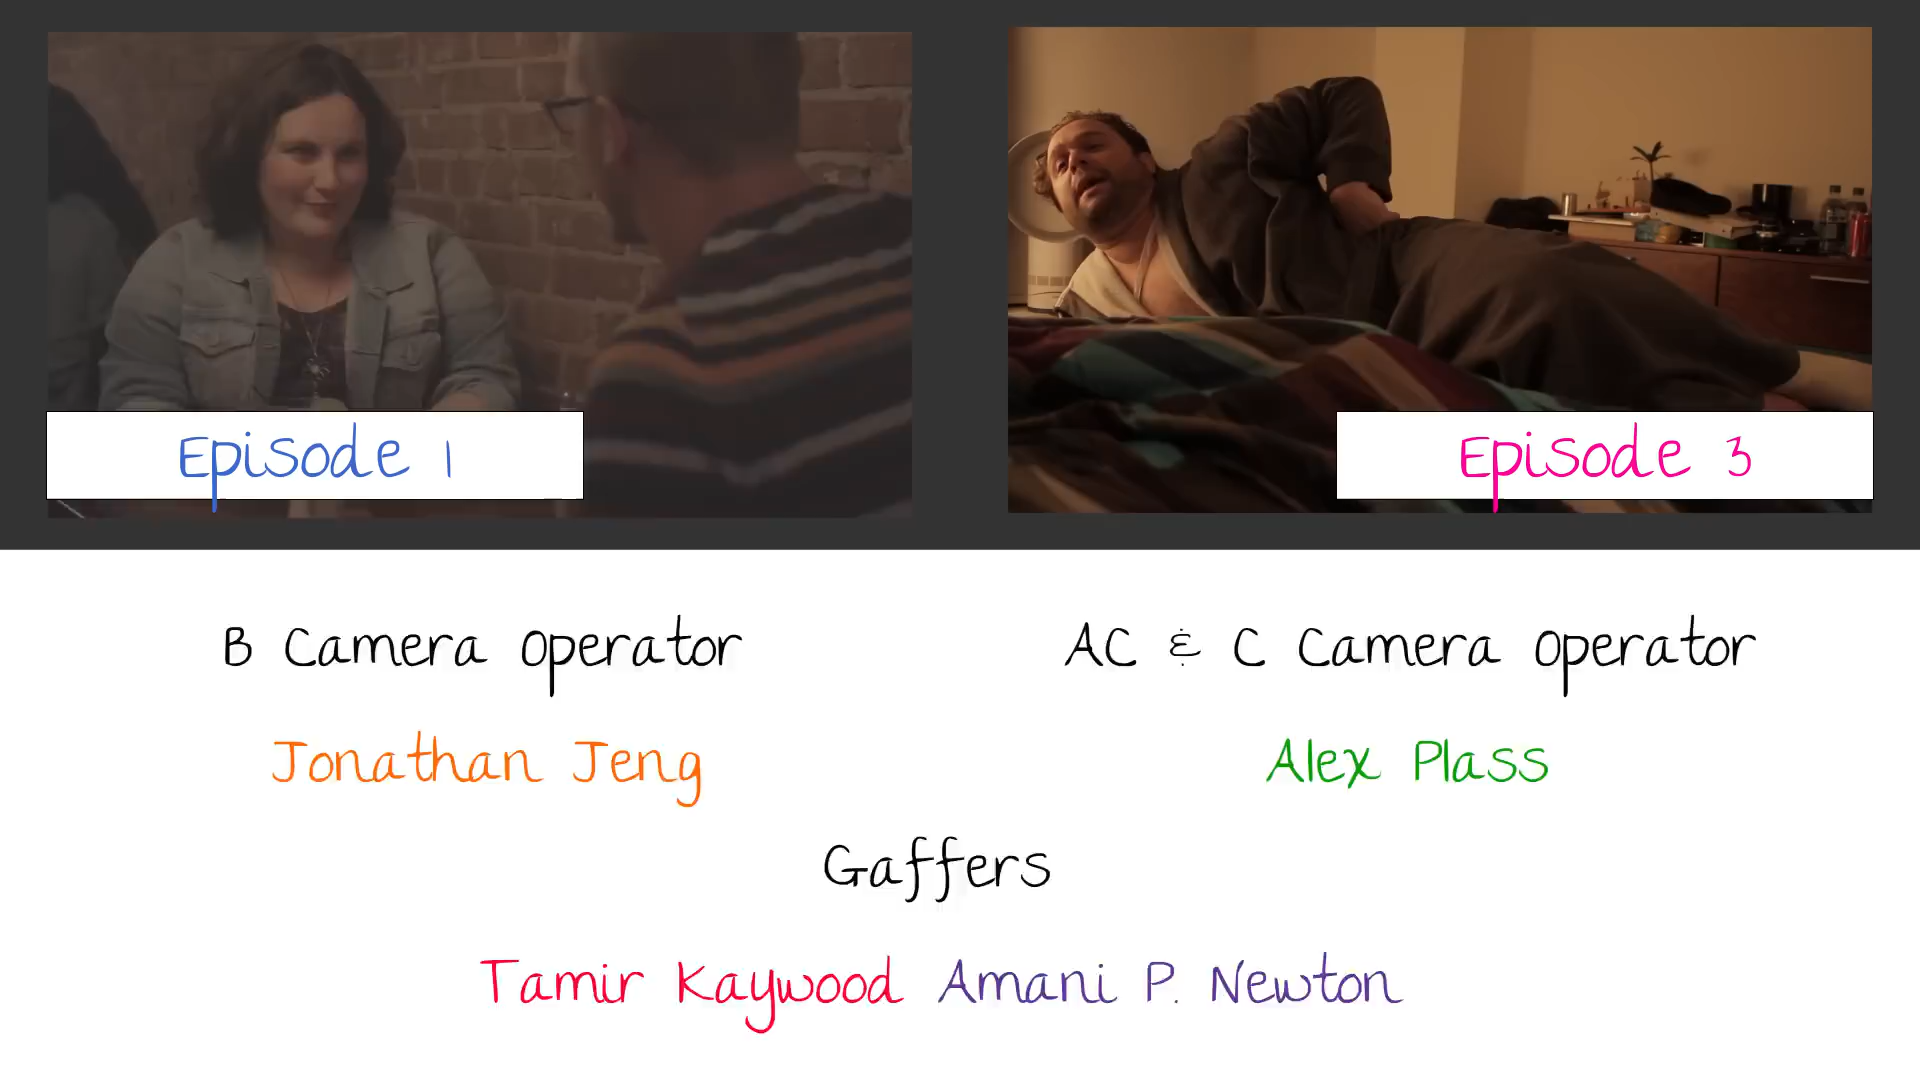 Episode 1
Episode 3
B Camera Operator
AC & C Camera Operator
Jonathan Jeng
Alex Plass
Gaffers
Tamir Kaywood Amani P. Newton